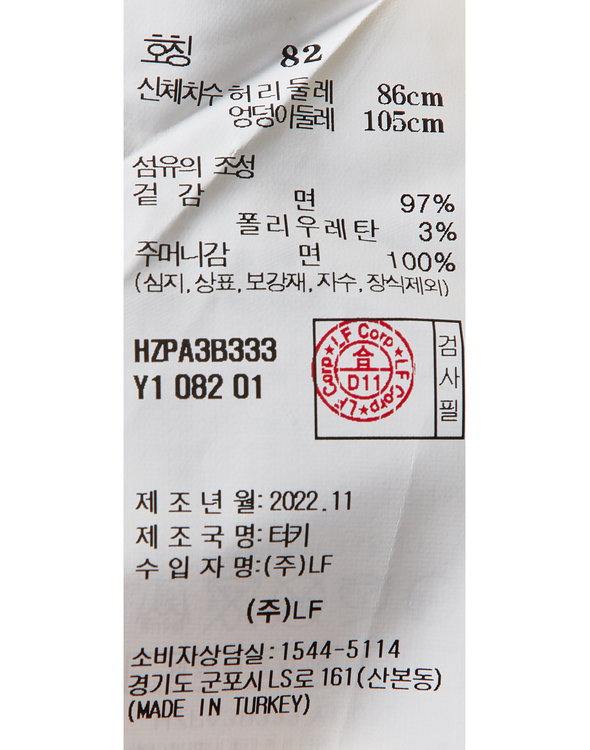 호칭 82
신체치수 허리둘레 86cm
엉덩이둘레 105cm
섬유의 조성
겉감 면 97%
폴리우레탄 3%
주머니감 면 100%
(심지,상표,보강재,자수,장식제외)
HZPA3B333
Y1 082 01
LF Corp★LF Corp★LF Corp★
合
D11
검사필
제조년월:2022.11
제조국명:터키
수입자명:(주)LF
(주)LF
소비자상담실:1544-5114
경기도 군포시 LS로 161(산본동)
(MADE IN TURKEY)